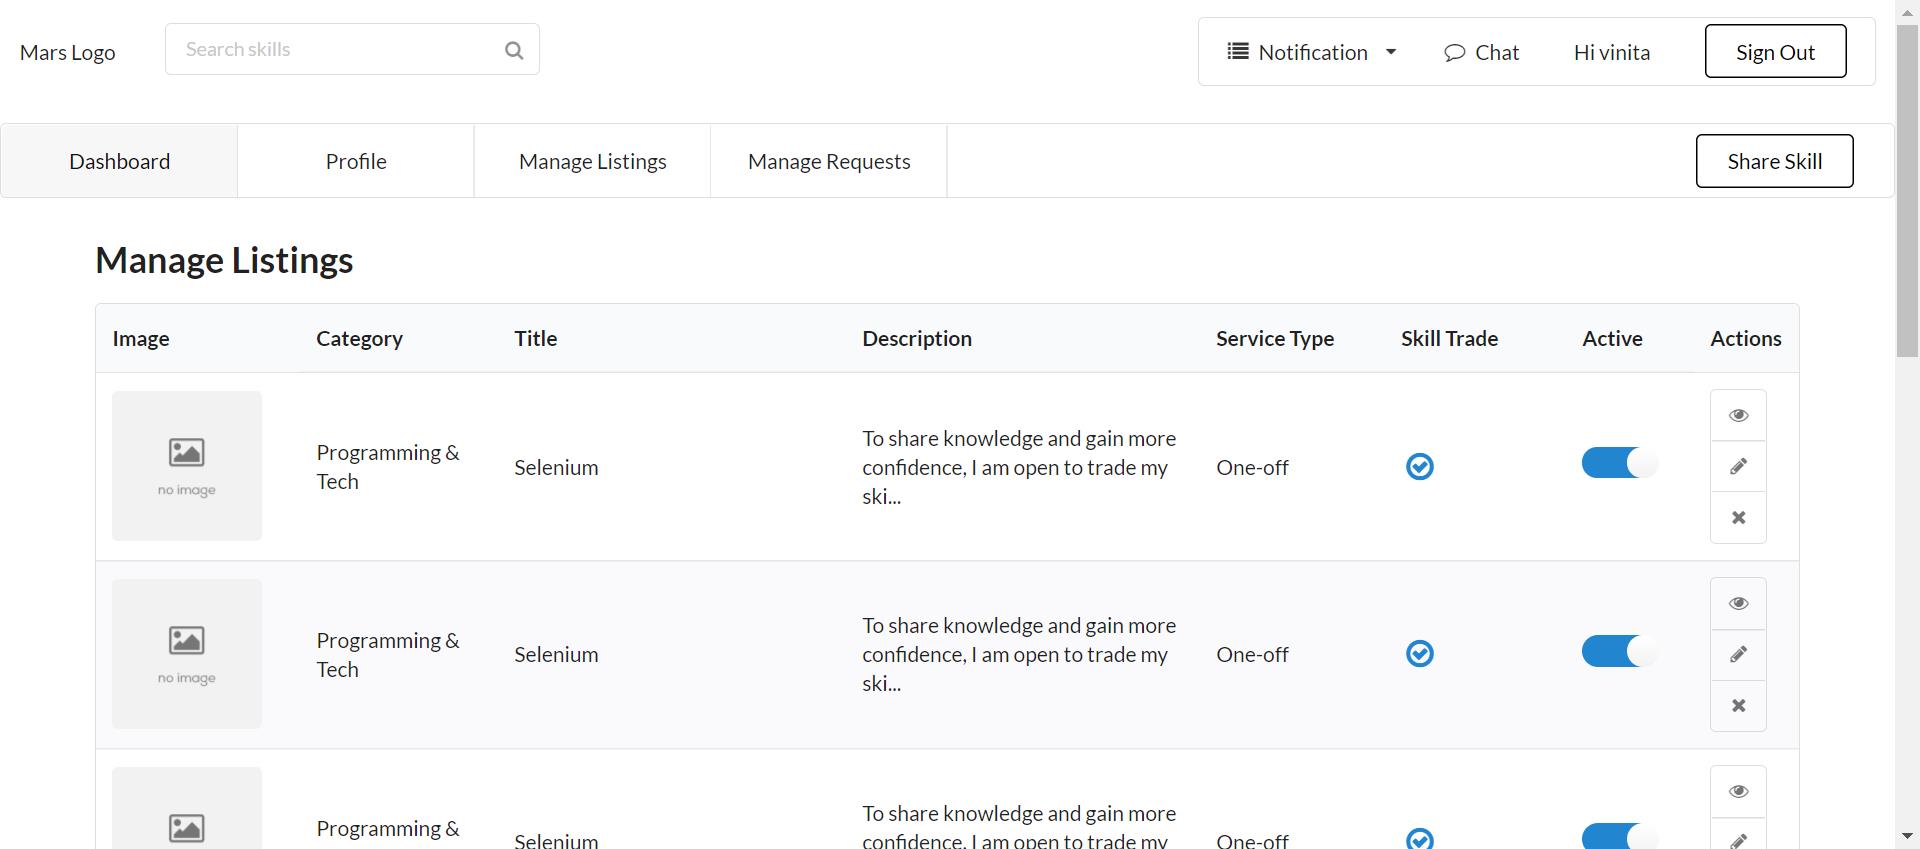 Mars Logo
Search skills
Notification
Chat
Hi vinita
Sign Out
Dashboard
Profile
Manage Listings
Manage Requests
Share Skill
Manage Listings
Image
Category
Title
Description
Service Type
Skill Trade
Active
Actions
no image
Programming &
Tech
Selenium
To share knowledge and gain more
confidence, I am open to trade my
ski...
One-off
no image
Programming &
Tech
Selenium
To share knowledge and gain more
confidence, I am open to trade my
ski...
One-off
Programming &
Selenium
To share knowledge and gain more
confidence, I am open to trade my
One-off